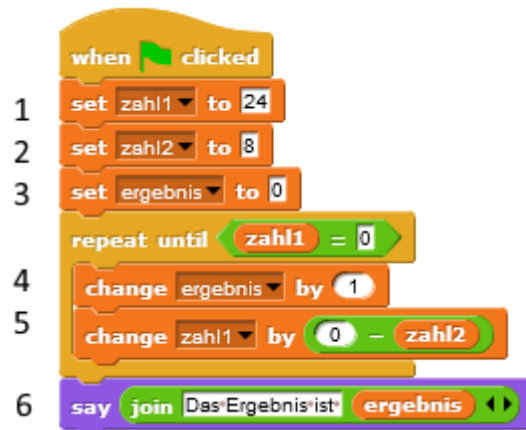 when clicked
1 set zahl1 to 24
2 set zahl2 to 8
3 set ergebnis to 0
repeat until zahl1 = 0
4 change ergebnis by 1
5 change zahl1 by 0 − zahl2
6 say join Das Ergebnis ist ergebnis